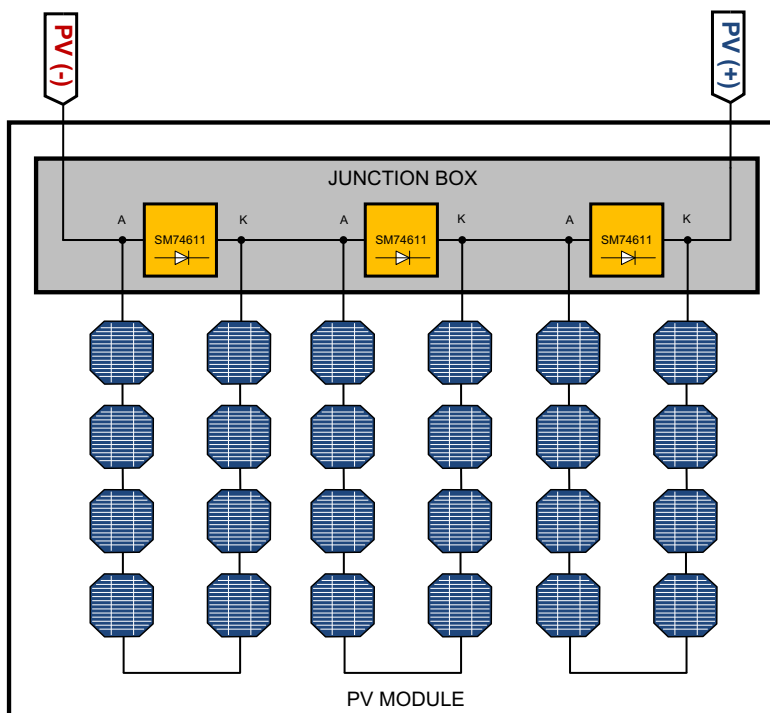 PV (-)
PV (+)
JUNCTION BOX
A
K
A
K
A
K
SM74611
SM74611
SM74611
PV MODULE